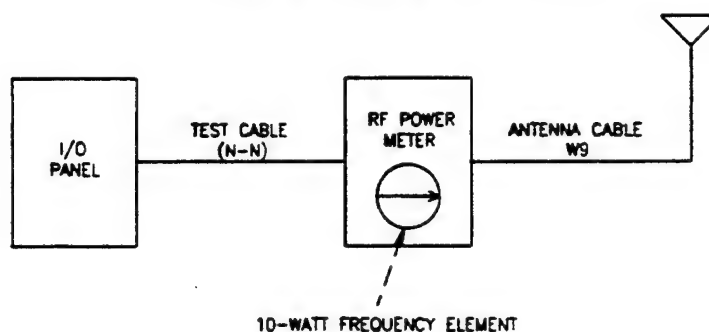 I/O
PANEL
TEST CABLE
(N-N)
RF POWER
METER
ANTENNA CABLE
W9
10-WATT FREQUENCY ELEMENT